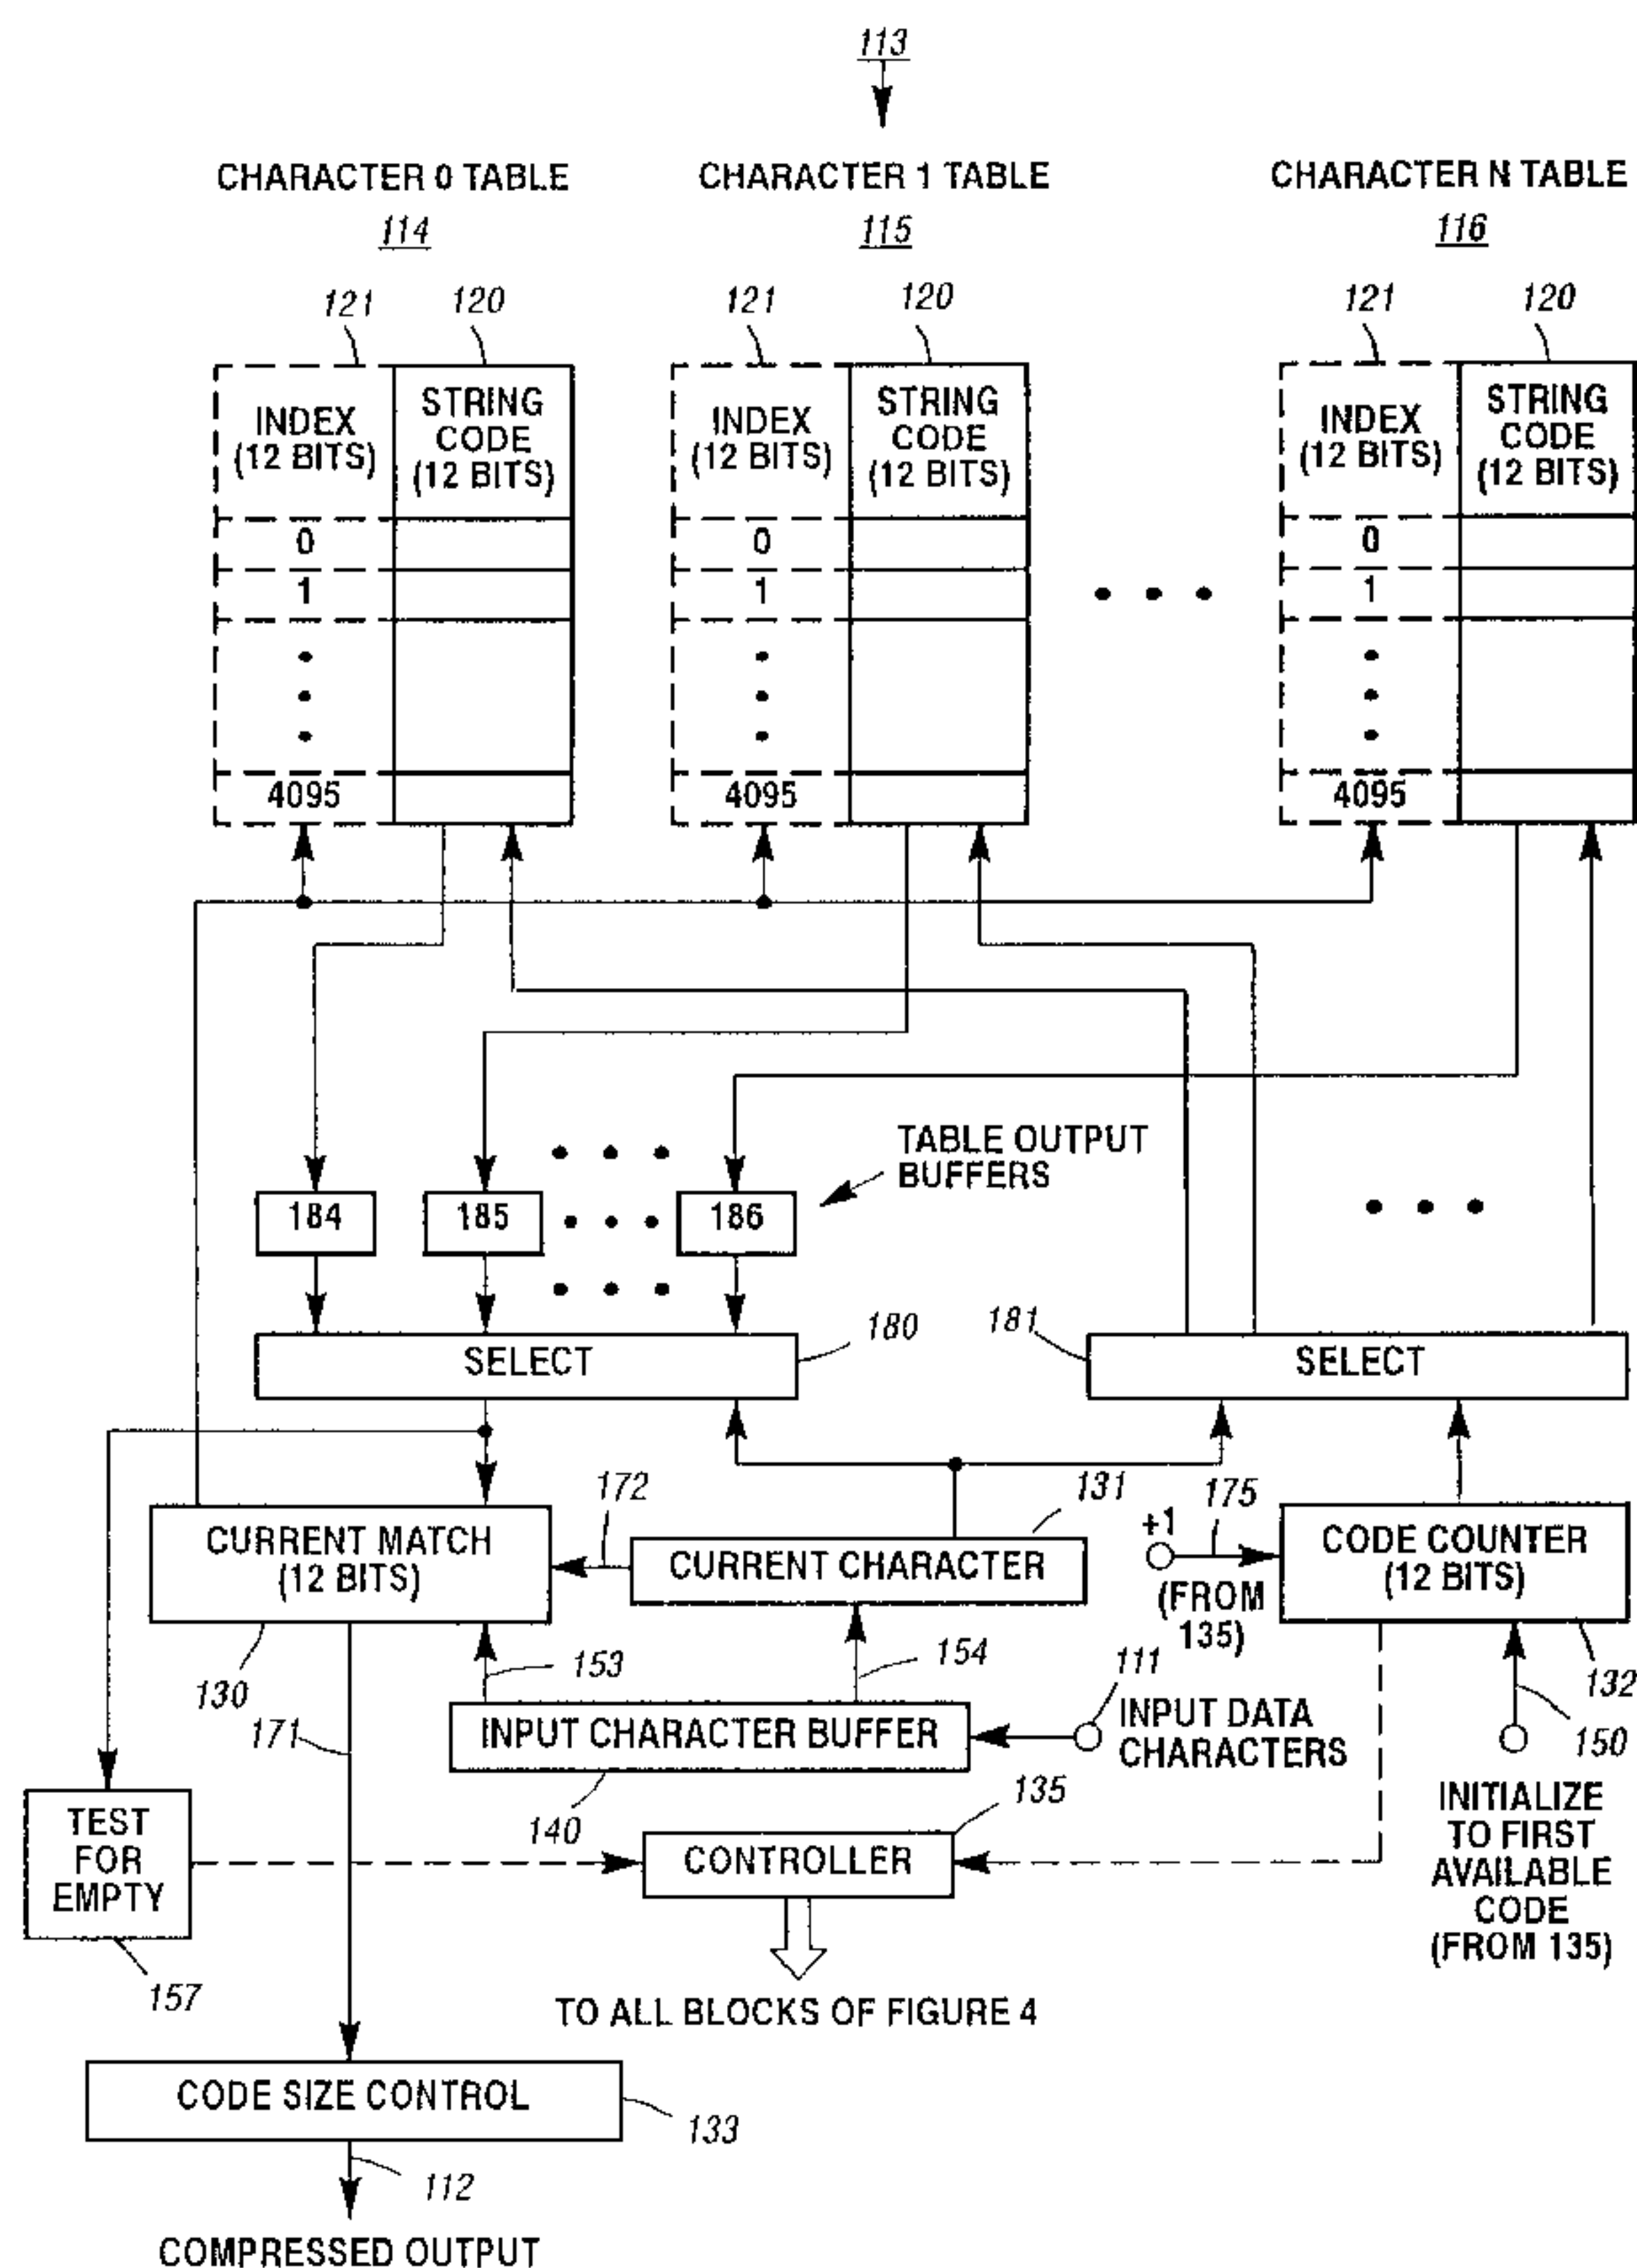 113
CHARACTER 0 TABLE
CHARACTER 1 TABLE
CHARACTER N TABLE
114
115
116
121
120
121
120
121
120
INDEX
(12 BITS)
STRING
CODE
(12 BITS)
INDEX
(12 BITS)
STRING
CODE
(12 BITS)
INDEX
(12 BITS)
STRING
CODE
(12 BITS)
0
0
0
1
1
1
4095
4095
4095
TABLE OUTPUT
BUFFERS
184
185
186
180
181
SELECT
SELECT
172
131
175
+1
CURRENT MATCH
(12 BITS)
CURRENT CHARACTER
(FROM
135)
CODE COUNTER
(12 BITS)
130
153
154
111
132
171
INPUT CHARACTER BUFFER
INPUT DATA
CHARACTERS
150
140
135
TEST
FOR
EMPTY
CONTROLLER
INITIALIZE
TO FIRST
AVAILABLE
CODE
(FROM 135)
157
TO ALL BLOCKS OF FIGURE 4
CODE SIZE CONTROL
133
112
COMPRESSED OUTPUT